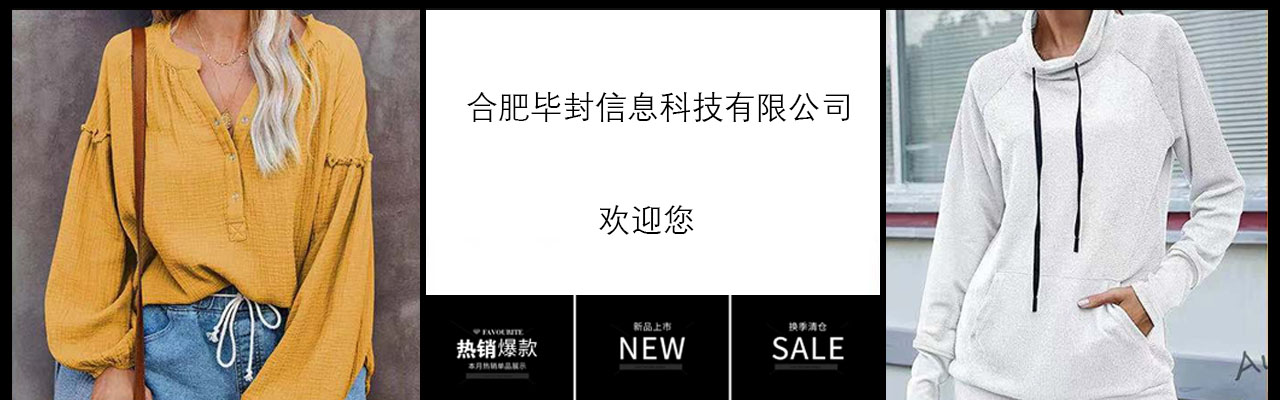 合肥毕封信息科技有限公司
欢迎您
FAVOURITE
热销爆款
本月热销单品展示
新品上市
NEW
换季清仓
SALE